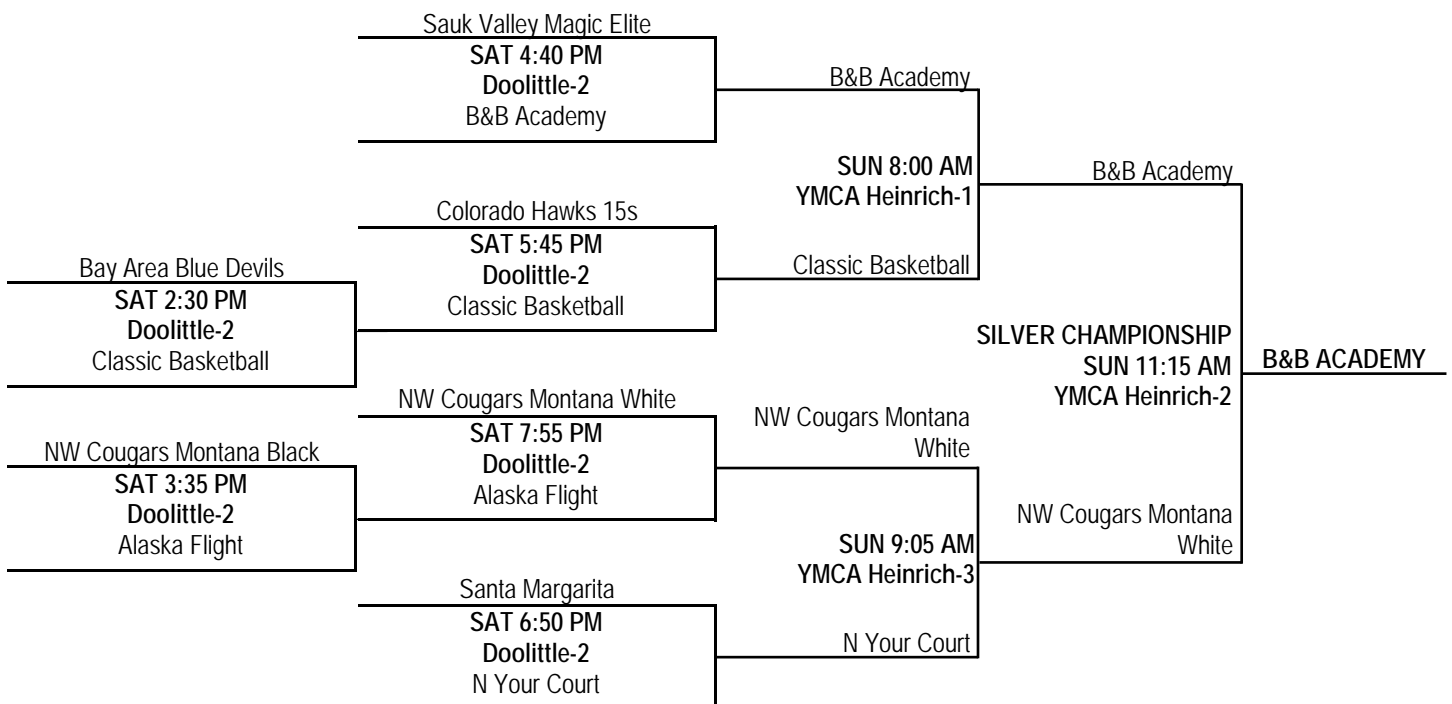 Sauk Valley Magic Elite
SAT 4:40 PM
Doolittle-2
B&B Academy
Colorado Hawks 15s
SAT 5:45 PM
Doolittle-2
Classic Basketball
Bay Area Blue Devils
SAT 2:30 PM
Doolittle-2
Classic Basketball
NW Cougars Montana White
SAT 7:55 PM
Doolittle-2
Alaska Flight
NW Cougars Montana Black
SAT 3:35 PM
Doolittle-2
Alaska Flight
Santa Margarita
SAT 6:50 PM
Doolittle-2
N Your Court
B&B Academy
SUN 8:00 AM
YMCA Heinrich-1
Classic Basketball
NW Cougars Montana
White
SUN 9:05 AM
YMCA Heinrich-3
N Your Court
B&B Academy
SILVER CHAMPIONSHIP
SUN 11:15 AM
YMCA Heinrich-2
NW Cougars Montana
White
B&B ACADEMY